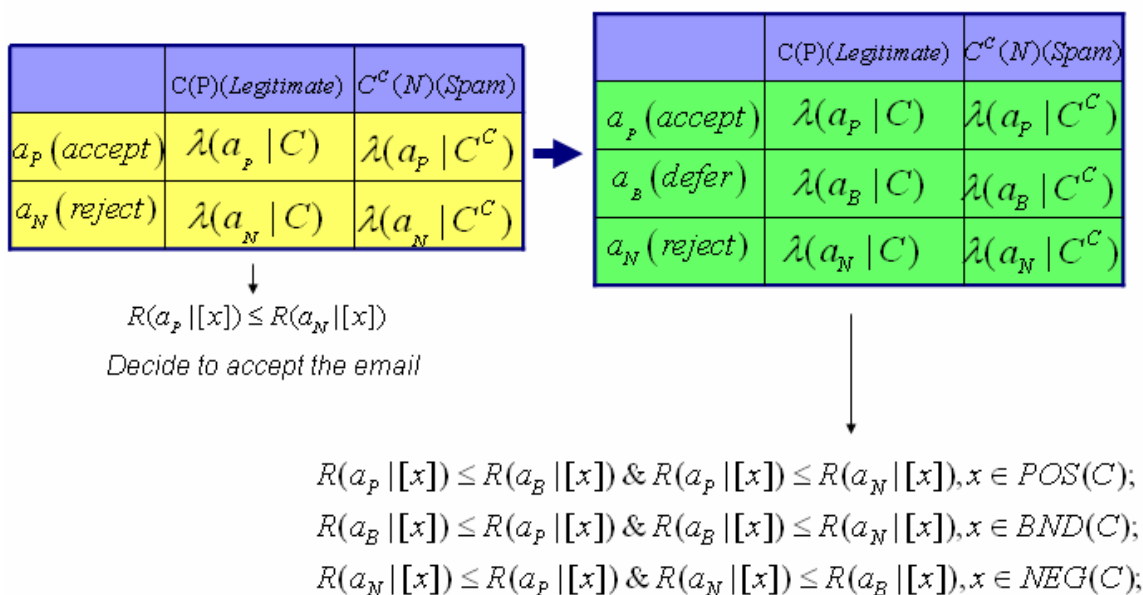 C(P)(Legitimate) C^C(N)(Spam)
a_P(accept) λ(a_P | C) λ(a_P | C^C)
a_N(reject) λ(a_N | C) λ(a_N | C^C)
R(a_P | [x]) ≤ R(a_N | [x])
Decide to accept the email
C(P)(Legitimate) C^C(N)(Spam)
a_P(accept) λ(a_P | C) λ(a_P | C^C)
a_B(defer) λ(a_B | C) λ(a_B | C^C)
a_N(reject) λ(a_N | C) λ(a_N | C^C)
R(a_P | [x]) ≤ R(a_B | [x]) & R(a_P | [x]) ≤ R(a_N | [x]), x ∈ POS(C);
R(a_B | [x]) ≤ R(a_P | [x]) & R(a_B | [x]) ≤ R(a_N | [x]), x ∈ BND(C);
R(a_N | [x]) ≤ R(a_P | [x]) & R(a_N | [x]) ≤ R(a_B | [x]), x ∈ NEG(C);